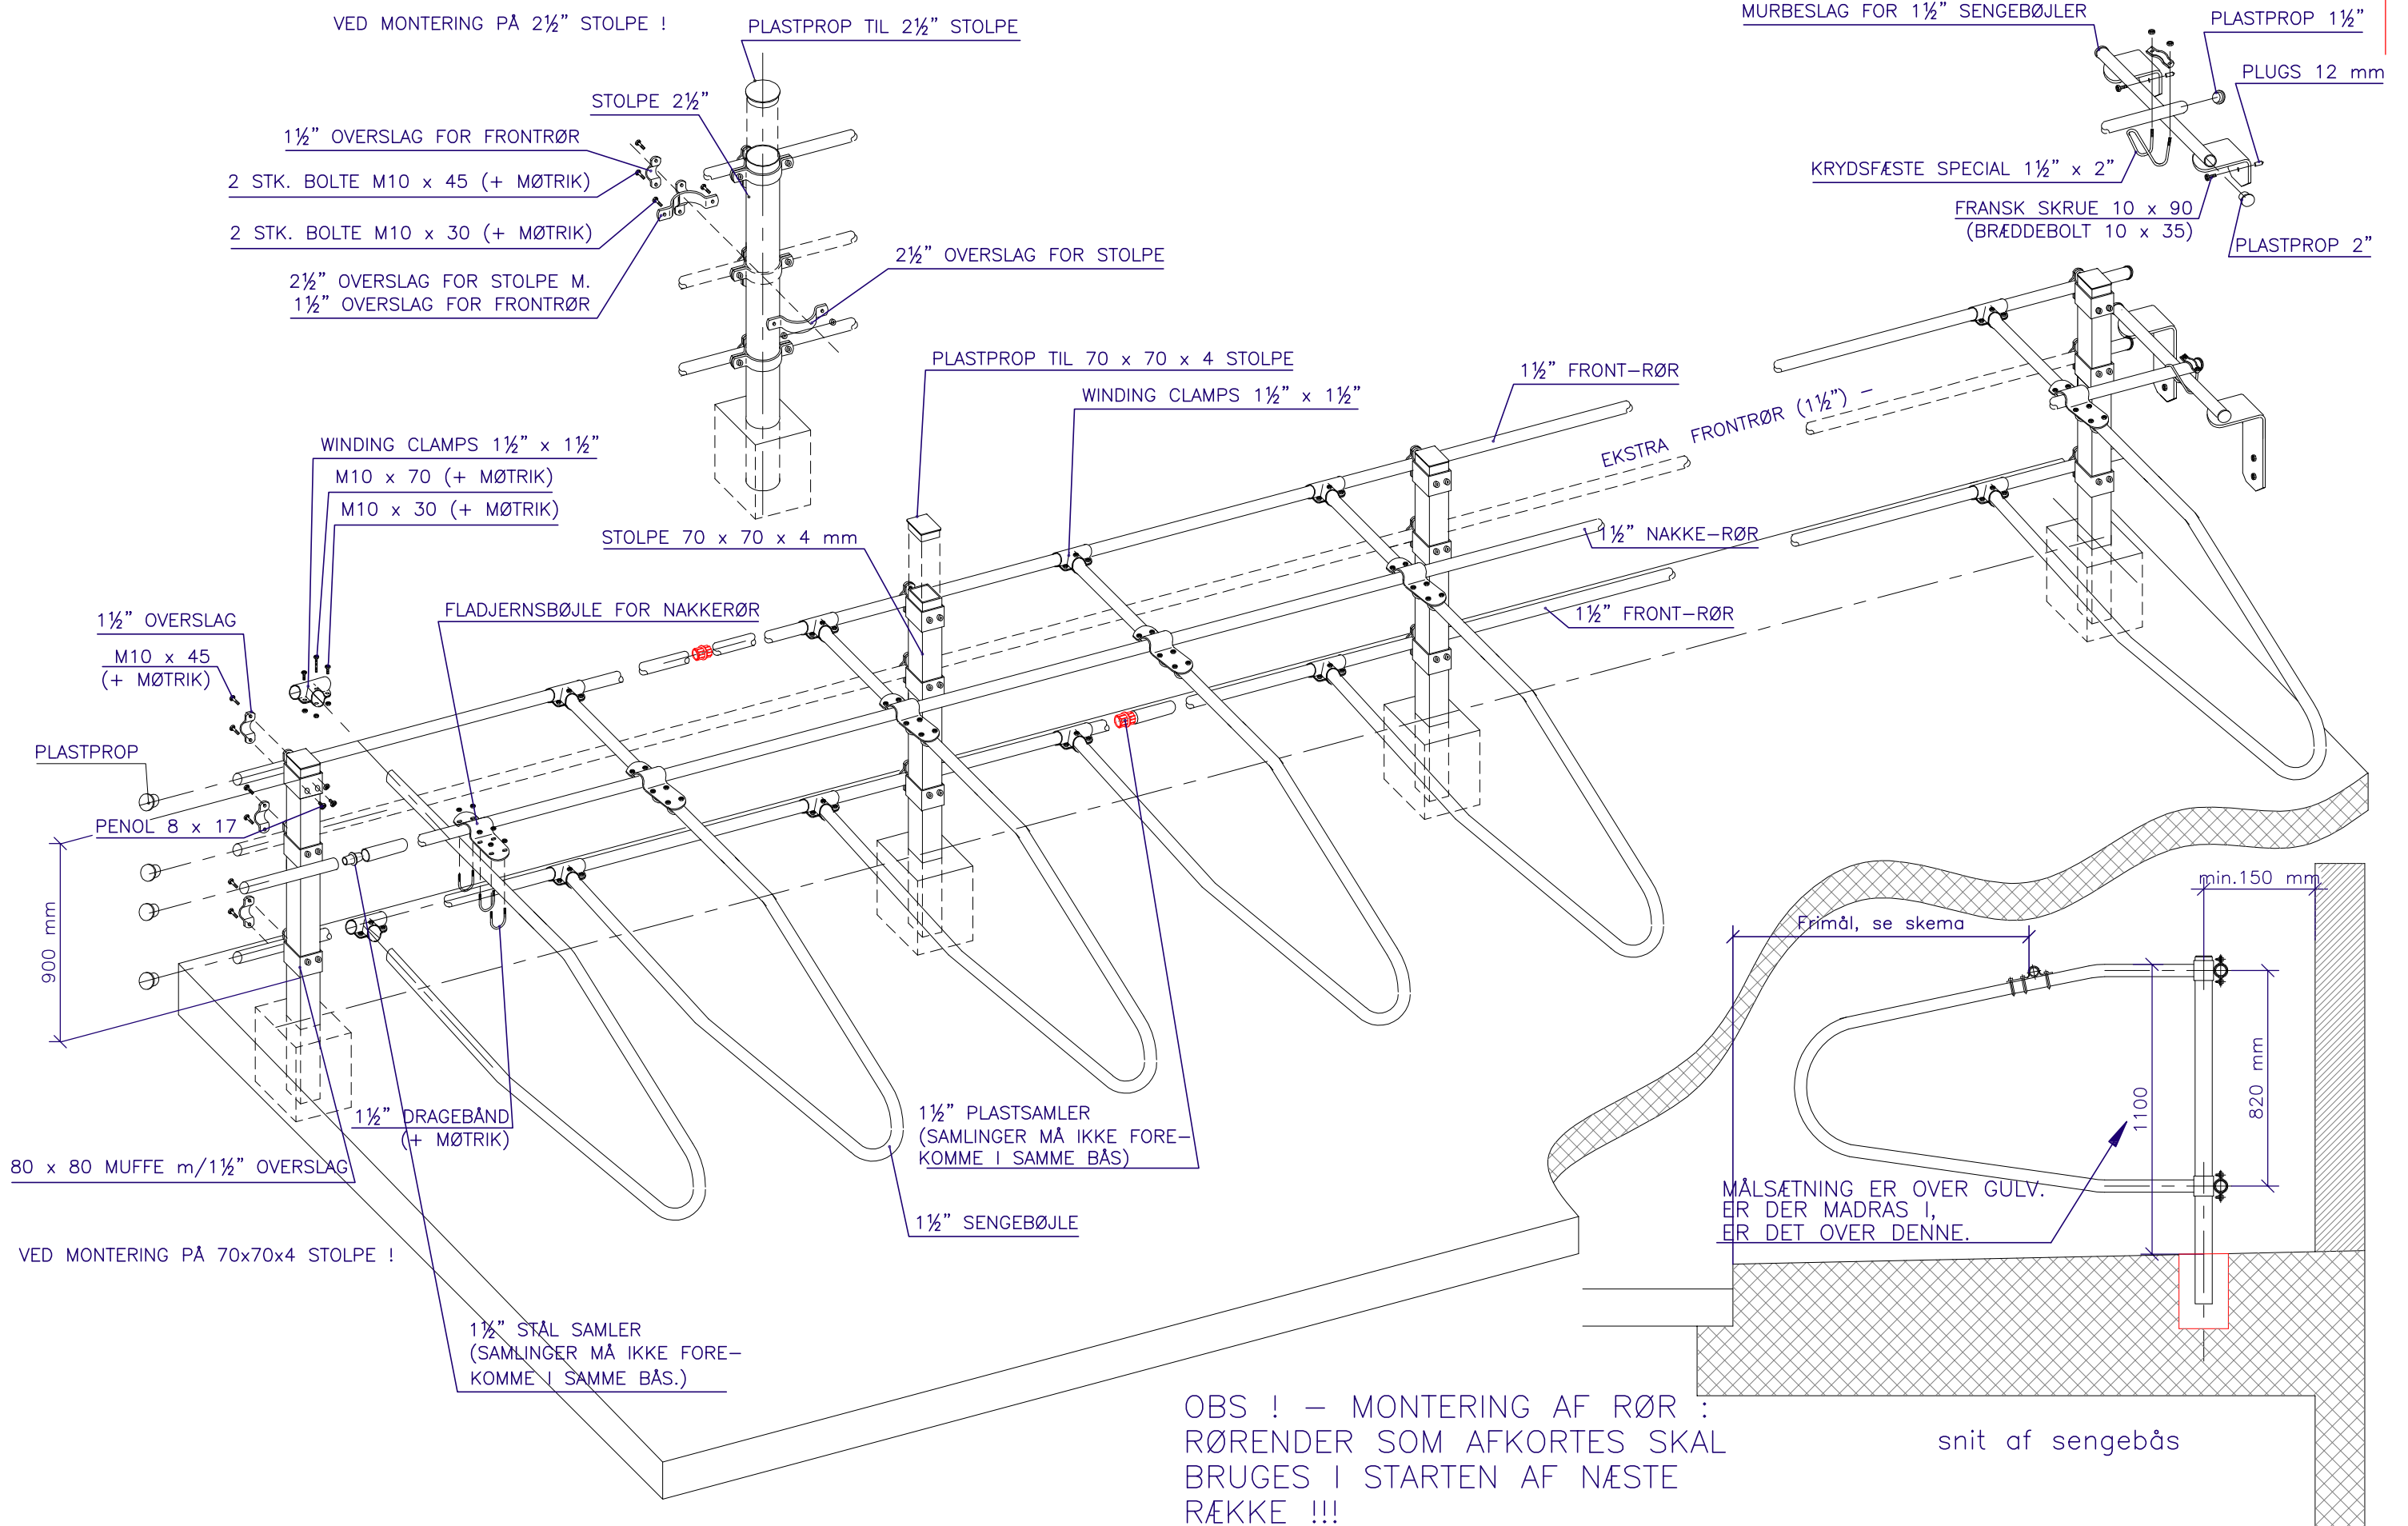 VED MONTERING PÅ 2½” STOLPE !
PLASTPROP TIL 2½” STOLPE
STOLPE 2½”
1½” OVERSLAG FOR FRONTRØR
2 STK. BOLTE M10 x 45 (+ MØTRIK)
2 STK. BOLTE M10 x 30 (+ MØTRIK)
2½” OVERSLAG FOR STOLPE M.
1½” OVERSLAG FOR FRONTRØR
2½” OVERSLAG FOR STOLPE
MURBESLAG FOR 1½” SENGEBØJLER
PLASTPROP 1½”
PLUGS 12 mm
KRYDSFÆSTE SPECIAL 1½” x 2”
FRANSK SKRUE 10 x 90
(BRÆDDEBOLT 10 x 35)
PLASTPROP 2”
PLASTPROP TIL 70 x 70 x 4 STOLPE
WINDING CLAMPS 1½” x 1½”
1½” FRONT-RØR
EKSTRA FRONTRØR (1½”) -
WINDING CLAMPS 1½” x 1½”
M10 x 70 (+ MØTRIK)
M10 x 30 (+ MØTRIK)
STOLPE 70 x 70 x 4 mm
1½” NAKKE-RØR
FLADJERNSBØJLE FOR NAKKERØR
1½” FRONT-RØR
1½” OVERSLAG
M10 x 45
(+ MØTRIK)
PLASTPROP
PENOL 8 x 17
900 mm
1½” DRAGEBÅND
(+ MØTRIK)
80 x 80 MUFFE m/1½” OVERSLAG
1½” PLASTSAMLER
(SAMLINGER MÅ IKKE FORE-
KOMME I SAMME BÅS)
1½” SENGEBØJLE
VED MONTERING PÅ 70x70x4 STOLPE !
1½” STÅL SAMLER
(SAMLINGER MÅ IKKE FORE-
KOMME I SAMME BÅS.)
min.150 mm
Frimål, se skema
1100
820 mm
MÅLSÆTNING ER OVER GULV.
ER DER MADRAS I,
ER DET OVER DENNE.
snit af sengebås
OBS ! - MONTERING AF RØR :
RØRENDER SOM AFKORTES SKAL
BRUGES I STARTEN AF NÆSTE
RÆKKE !!!